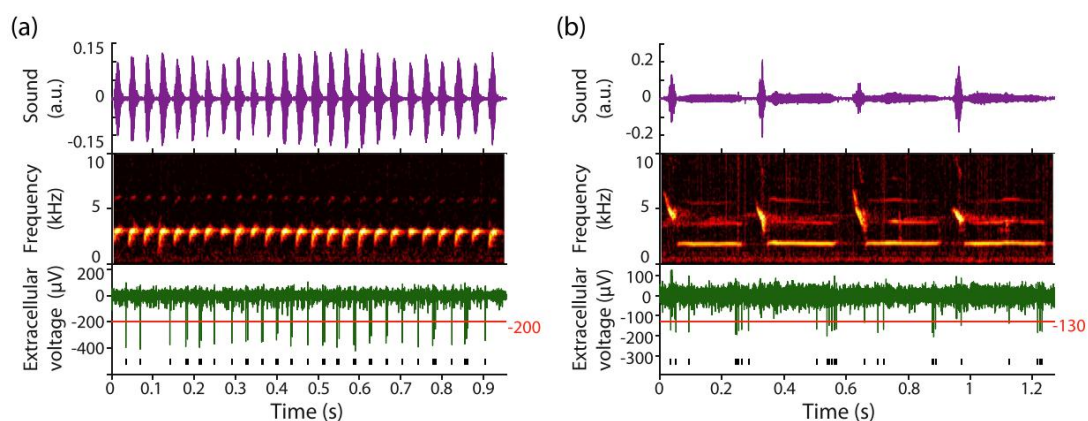 (a)
Sound
(a.u.)
0.15
0
-0.15
Frequency
(kHz)
10
5
0
Extracellular
voltage (µV)
200
0
-200
-400
-200
0 0.1 0.2 0.3 0.4 0.5 0.6 0.7 0.8 0.9
Time (s)
(b)
Sound
(a.u.)
0.2
0
-0.2
Frequency
(kHz)
10
5
0
Extracellular
voltage (µV)
100
0
-100
-200
-300
-130
0 0.2 0.4 0.6 0.8 1 1.2
Time (s)